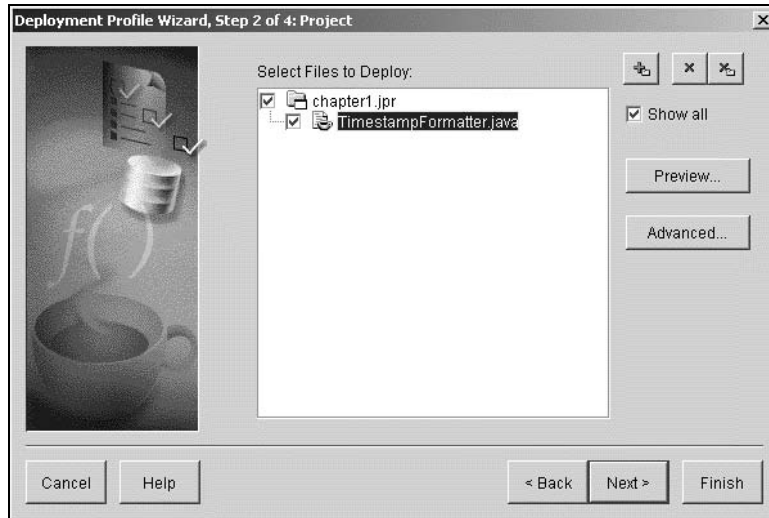 Deployment Profile Wizard, Step 2 of 4: Project
Select Files to Deploy:
chapter1.jpr
TimestampFormatter.java
Show all
Preview...
Advanced...
f( )
Cancel
Help
< Back
Next >
Finish